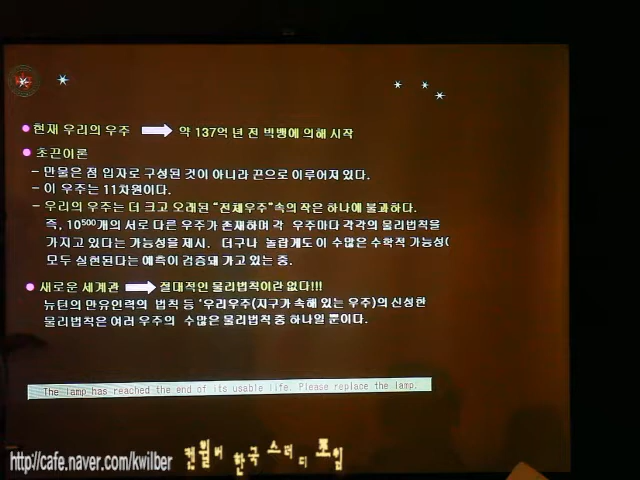 현재 우리의 우주 약 137억 년 전 빅뱅에 의해 시작
초끈이론
- 만물은 점 입자로 구성된 것이 아니라 끈으로 이루어져 있다.
- 이 우주는 11차원이다.
- 우리의 우주는 더 크고 오래된 "전체우주"속의 작은 하나에 불과하다.
즉, 10500개의 서로 다른 우주가 존재하며 각 우주마다 각각의 물리법칙을
가지고 있다는 가능성을 제시. 더구나 놀랍게도 이 수많은 수학적 가능성(
모두 실현된다는 예측이 검증돼 가고 있는 중.
새로운 세계관 절대적인 물리법칙이란 없다!!!
뉴턴의 만유인력의 법칙 등 '우리우주(지구가 속해 있는 우주)의 신성한
물리법칙은 여러 우주의 수많은 물리법칙 중 하나일 뿐이다.
The lamp has reached the end of its usable life. Please replace the lamp.
http://cafe.naver.com/kwilber 켄윌버 한국 스터디 모임